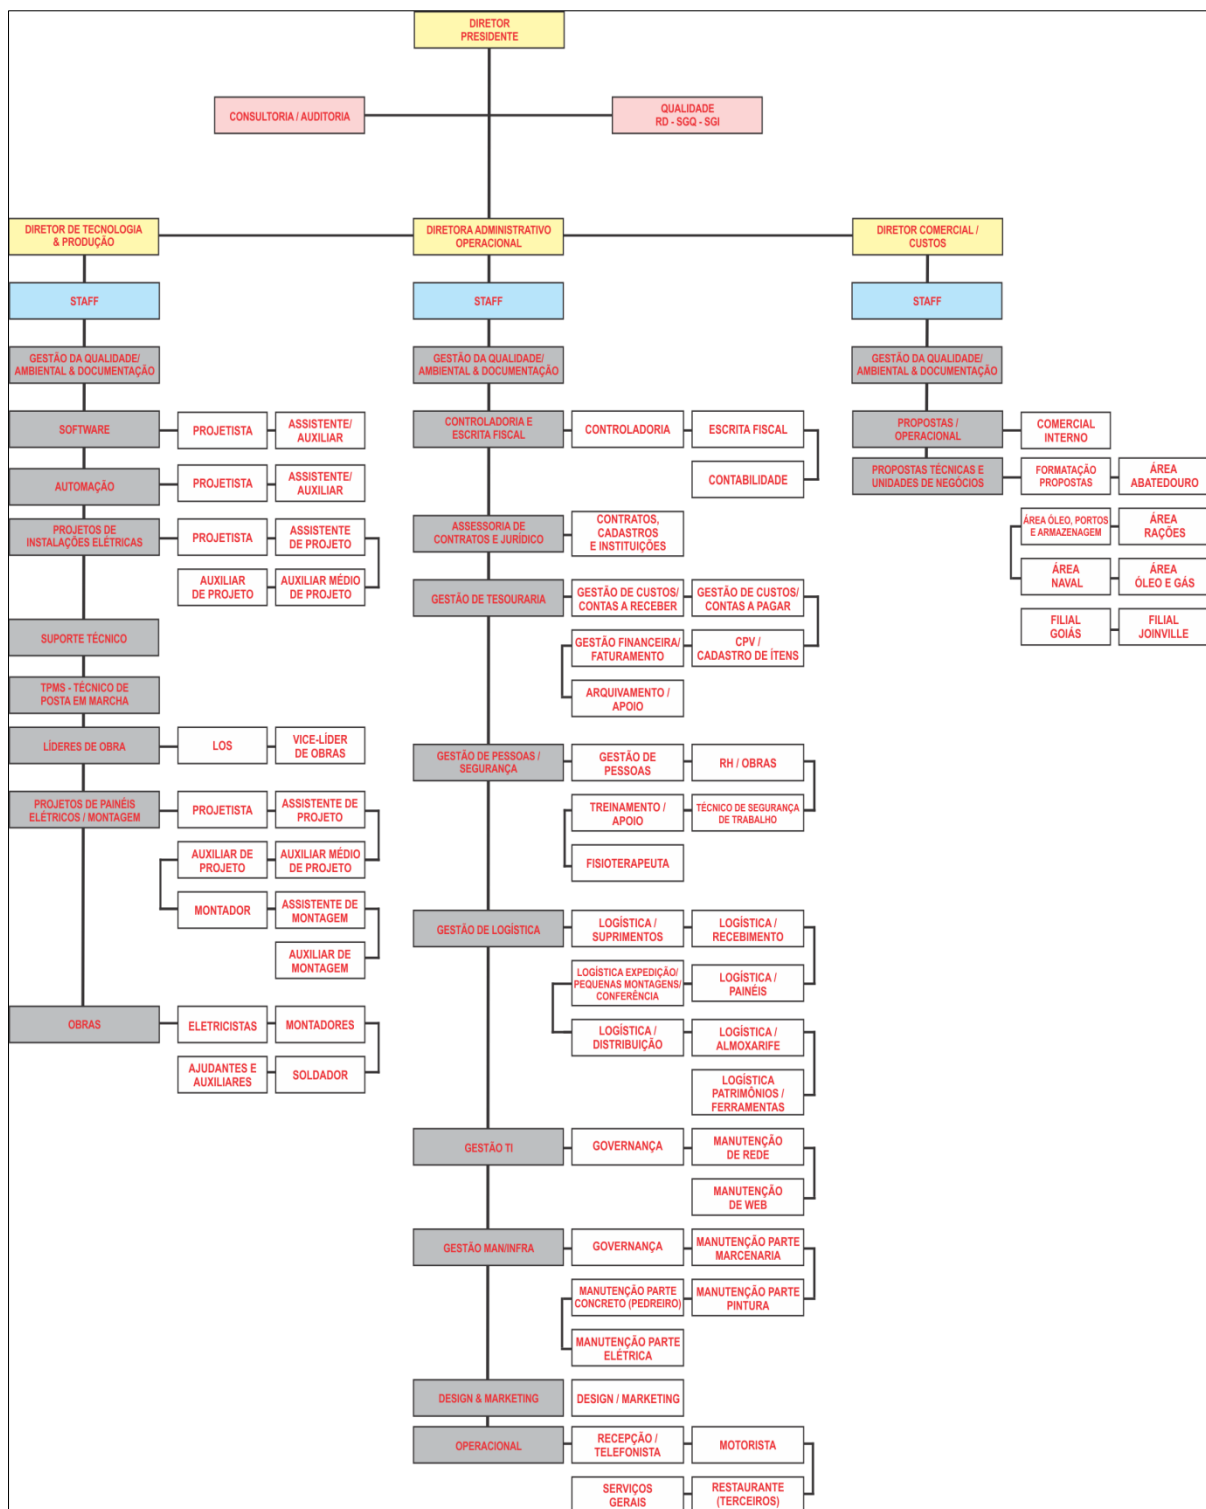 DIRETOR
PRESIDENTE
CONSULTORIA / AUDITORIA
QUALIDADE
RD - SGQ - SGI
DIRETOR DE TECNOLOGIA
& PRODUÇÃO
DIRETORA ADMINISTRATIVO
OPERACIONAL
DIRETOR COMERCIAL /
CUSTOS
STAFF
STAFF
STAFF
GESTÃO DA QUALIDADE/
AMBIENTAL & DOCUMENTAÇÃO
GESTÃO DA QUALIDADE/
AMBIENTAL & DOCUMENTAÇÃO
GESTÃO DA QUALIDADE/
AMBIENTAL & DOCUMENTAÇÃO
SOFTWARE
PROJETISTA
ASSISTENTE/
AUXILIAR
AUTOMAÇÃO
PROJETISTA
ASSISTENTE/
AUXILIAR
PROJETOS DE
INSTALAÇÕES ELÉTRICAS
PROJETISTA
ASSISTENTE
DE PROJETO
AUXILIAR
DE PROJETO
AUXILIAR MÉDIO
DE PROJETO
SUPORTE TÉCNICO
TPMS - TÉCNICO DE
POSTA EM MARCHA
LÍDERES DE OBRA
LOS
VICE-LÍDER
DE OBRAS
PROJETOS DE PAINÉIS
ELÉTRICOS / MONTAGEM
PROJETISTA
ASSISTENTE DE
PROJETO
AUXILIAR DE
PROJETO
AUXILIAR MÉDIO
DE PROJETO
MONTADOR
ASSISTENTE DE
MONTAGEM
AUXILIAR DE
MONTAGEM
OBRAS
ELETRICISTAS
MONTADORES
AJUDANTES E
AUXILIARES
SOLDADOR
CONTROLADORIA E
ESCRITA FISCAL
CONTROLADORIA
ESCRITA FISCAL
CONTABILIDADE
ASSESSORIA DE
CONTRATOS E JURÍDICO
CONTRATOS,
CADASTROS
E INSTITUIÇÕES
GESTÃO DE TESOURARIA
GESTÃO DE CUSTOS/
CONTAS A RECEBER
GESTÃO DE CUSTOS/
CONTAS A PAGAR
GESTÃO FINANCEIRA/
FATURAMENTO
CPV /
CADASTRO DE ÍTENS
ARQUIVAMENTO /
APOIO
GESTÃO DE PESSOAS /
SEGURANÇA
GESTÃO DE
PESSOAS
RH / OBRAS
TREINAMENTO /
APOIO
TÉCNICO DE SEGURANÇA
DE TRABALHO
FISIOTERAPEUTA
GESTÃO DE LOGÍSTICA
LOGÍSTICA /
SUPRIMENTOS
LOGÍSTICA /
RECEBIMENTO
LOGÍSTICA EXPEDIÇÃO/
PEQUENAS MONTAGENS/
CONFERÊNCIA
LOGÍSTICA /
PAINÉIS
LOGÍSTICA /
DISTRIBUIÇÃO
LOGÍSTICA /
ALMOXARIFE
LOGÍSTICA
PATRIMÔNIOS /
FERRAMENTAS
GESTÃO TI
GOVERNANÇA
MANUTENÇÃO
DE REDE
MANUTENÇÃO
DE WEB
GESTÃO MAN/INFRA
GOVERNANÇA
MANUTENÇÃO PARTE
MARCENARIA
MANUTENÇÃO PARTE
CONCRETO (PEDREIRO)
MANUTENÇÃO PARTE
PINTURA
MANUTENÇÃO PARTE
ELÉTRICA
DESIGN & MARKETING
DESIGN / MARKETING
OPERACIONAL
RECEPÇÃO /
TELEFONISTA
MOTORISTA
SERVIÇOS
GERAIS
RESTAURANTE
(TERCEIROS)
PROPOSTAS /
OPERACIONAL
COMERCIAL
INTERNO
PROPOSTAS TÉCNICAS E
UNIDADES DE NEGÓCIOS
FORMATAÇÃO
PROPOSTAS
ÁREA
ABATEDOURO
ÁREA ÓLEO, PORTOS
E ARMAZENAGEM
ÁREA
RAÇÕES
ÁREA
NAVAL
ÁREA
ÓLEO E GÁS
FILIAL
GOIÁS
FILIAL
JOINVILLE